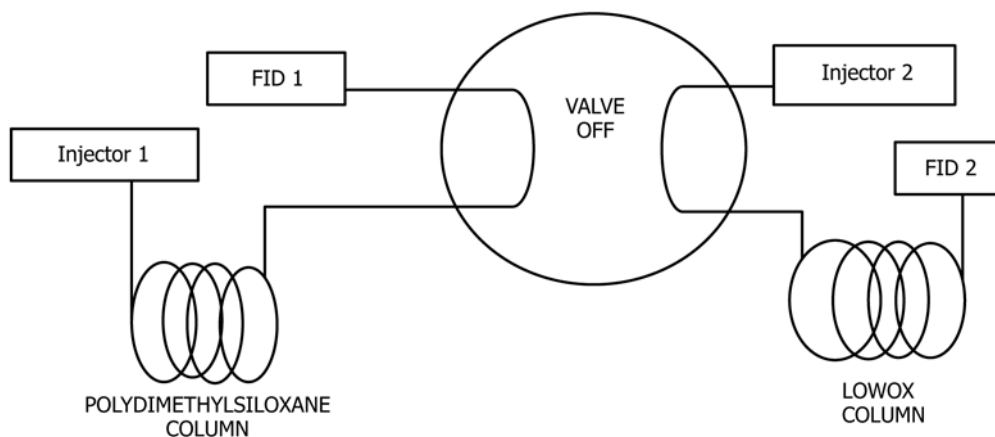 FID 1
VALVE
OFF
Injector 2
Injector 1
FID 2
POLYDIMETHYLSILOXANE
COLUMN
LOWOX
COLUMN